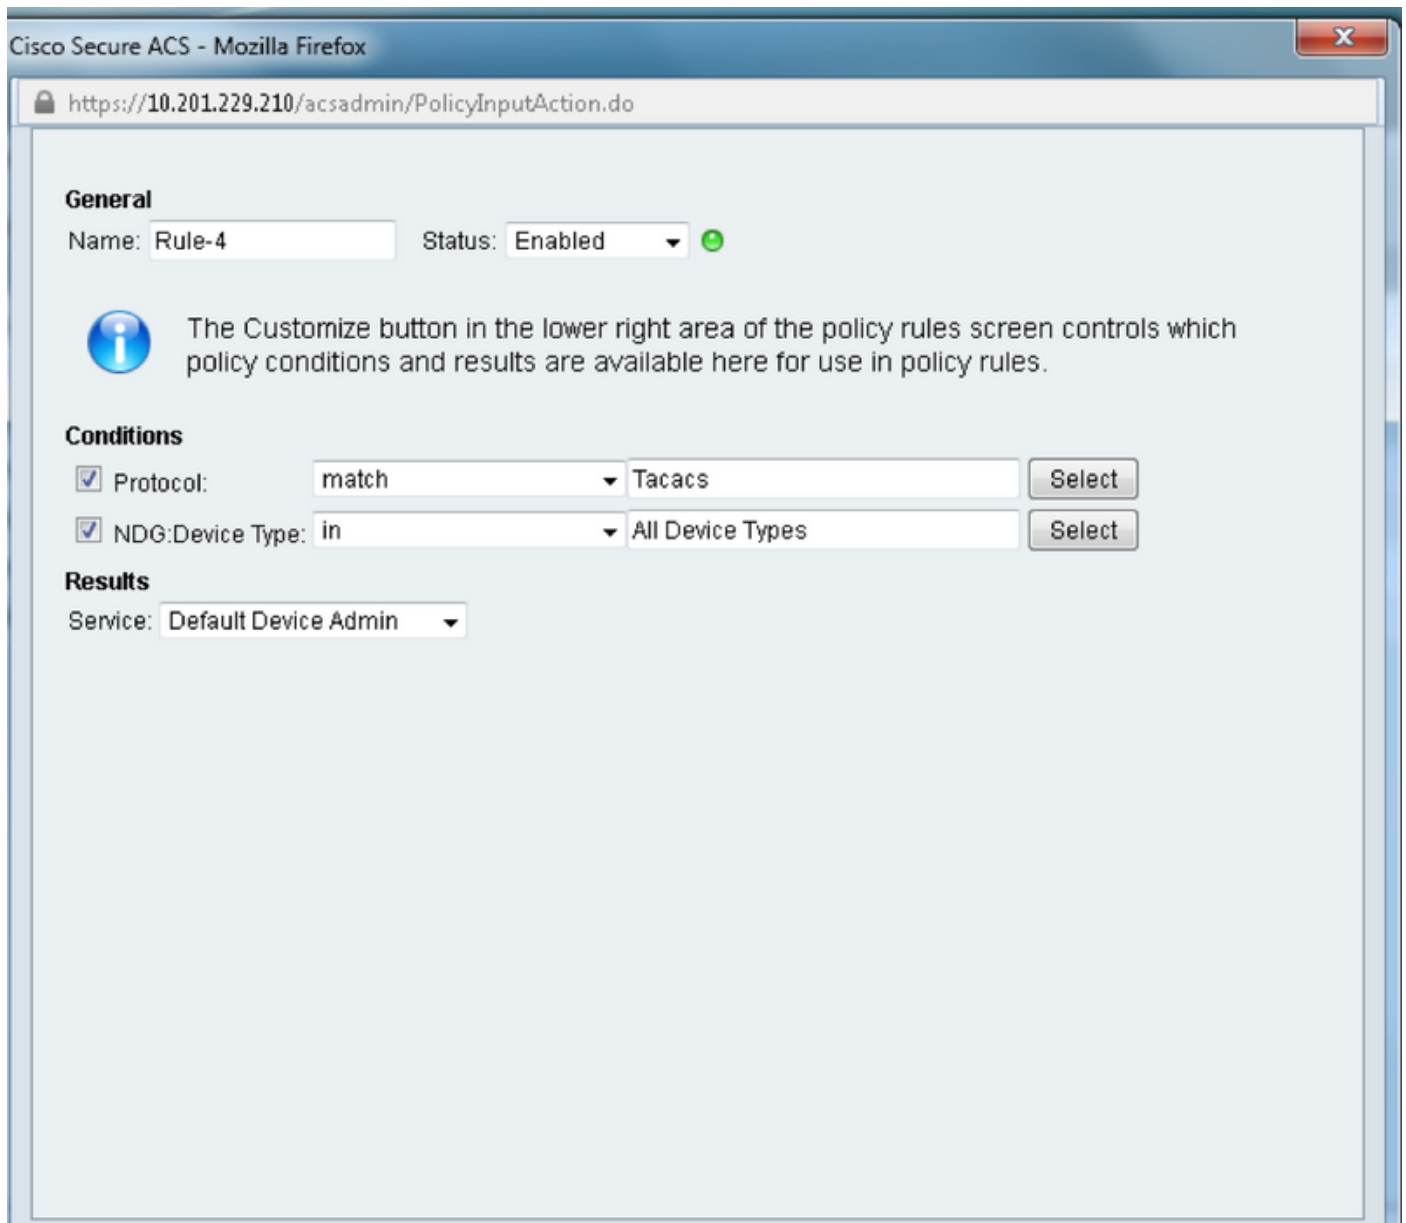 Cisco Secure ACS - Mozilla Firefox
https://10.201.229.210/acsadmin/PolicyInputAction.do
General
Name: Rule-4 Status: Enabled
The Customize button in the lower right area of the policy rules screen controls which
policy conditions and results are available here for use in policy rules.
Conditions
Protocol: match Tacacs Select
NDG:Device Type: in All Device Types Select
Results
Service: Default Device Admin